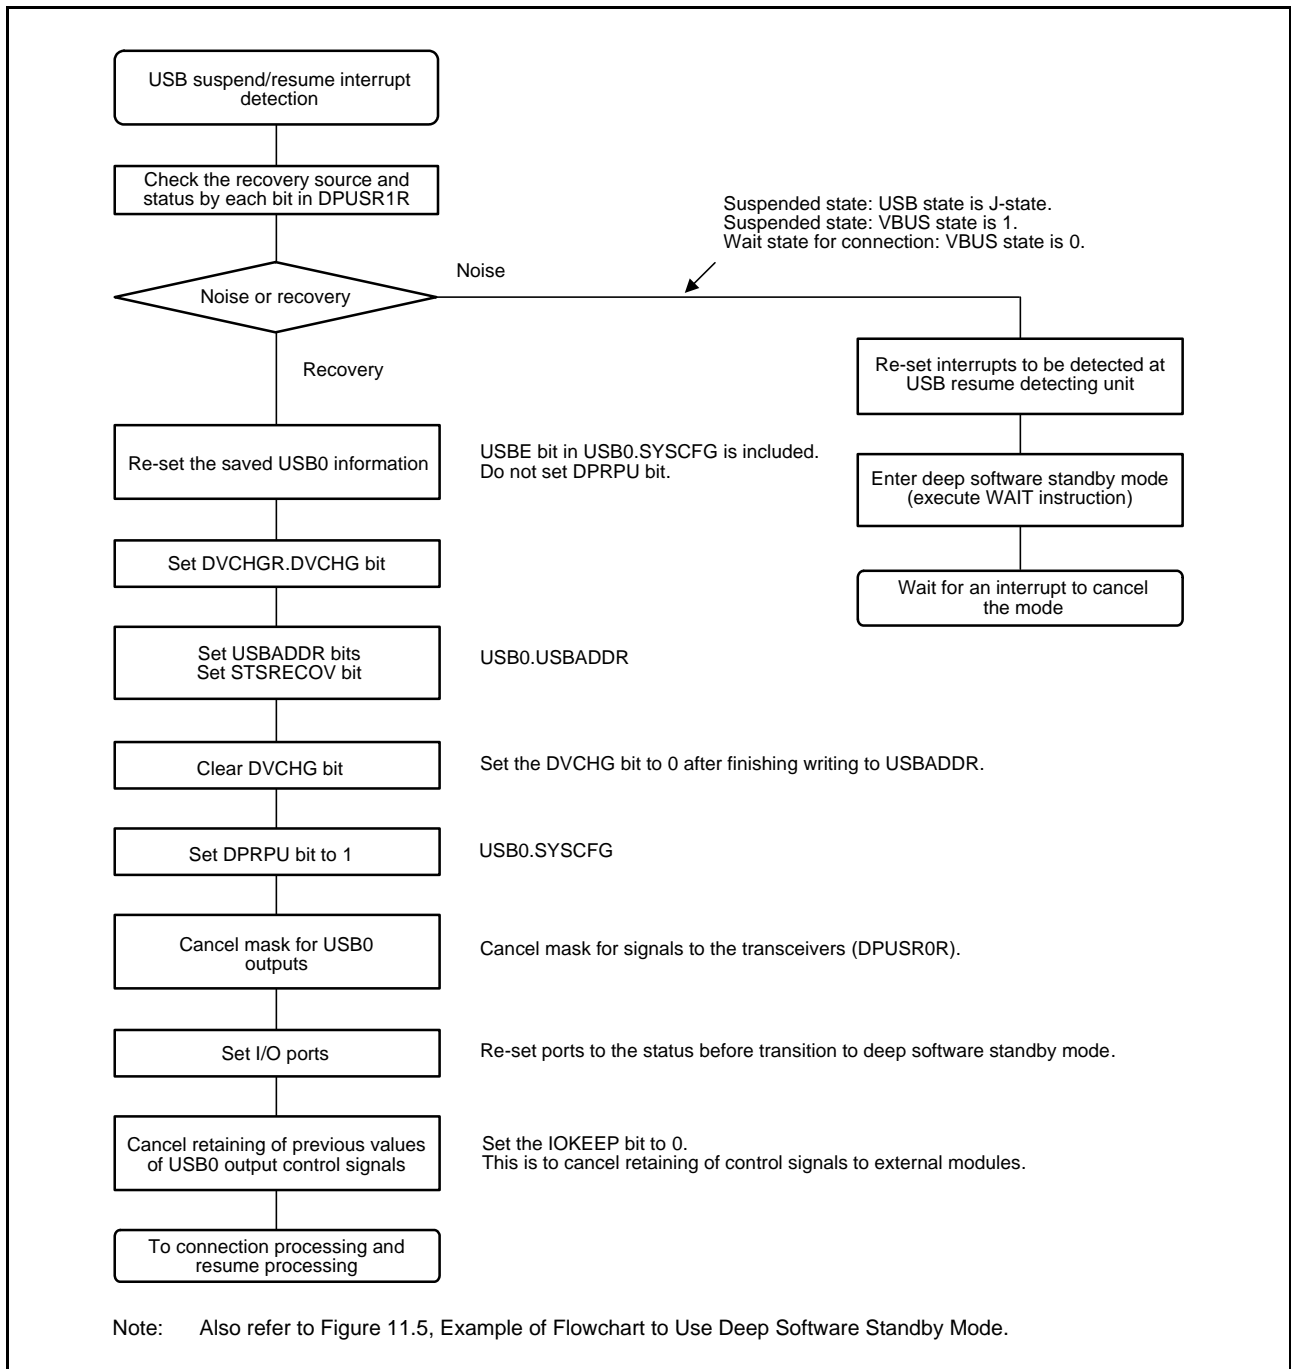 USB suspend/resume interrupt
detection
Check the recovery source and
status by each bit in DPUSR1R
Suspended state: USB state is J-state.
Suspended state: VBUS state is 1.
Wait state for connection: VBUS state is 0.
Noise
Noise or recovery
Recovery
Re-set interrupts to be detected at
USB resume detecting unit
Enter deep software standby mode
(execute WAIT instruction)
Wait for an interrupt to cancel
the mode
Re-set the saved USB0 information
USBE bit in USB0.SYSCFG is included.
Do not set DPRPU bit.
Set DVCHGR.DVCHG bit
Set USBADDR bits
Set STSRECOV bit
USB0.USBADDR
Clear DVCHG bit
Set the DVCHG bit to 0 after finishing writing to USBADDR.
Set DPRPU bit to 1
USB0.SYSCFG
Cancel mask for USB0
outputs
Cancel mask for signals to the transceivers (DPUSR0R).
Set I/O ports
Re-set ports to the status before transition to deep software standby mode.
Cancel retaining of previous values
of USB0 output control signals
Set the IOKEEP bit to 0.
This is to cancel retaining of control signals to external modules.
To connection processing and
resume processing
Note: Also refer to Figure 11.5, Example of Flowchart to Use Deep Software Standby Mode.